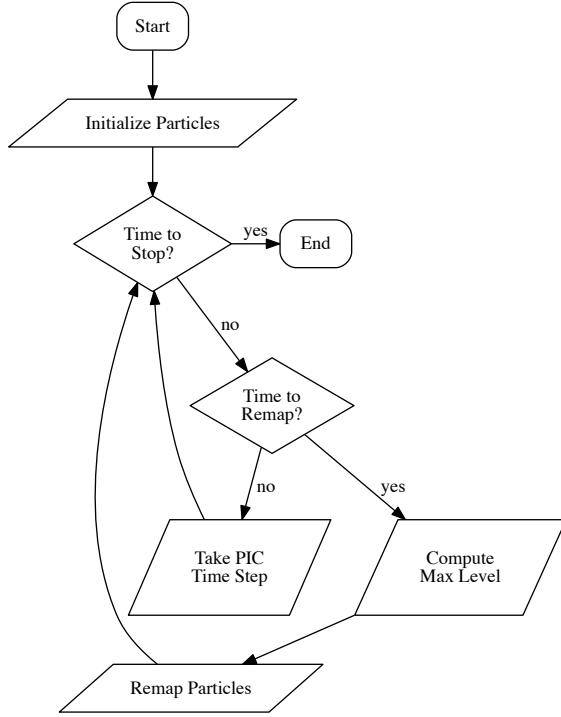 Start
Initialize Particles
Time to
Stop?
yes
End
no
Time to
Remap?
no
yes
Take PIC
Time Step
Compute
Max Level
Remap Particles